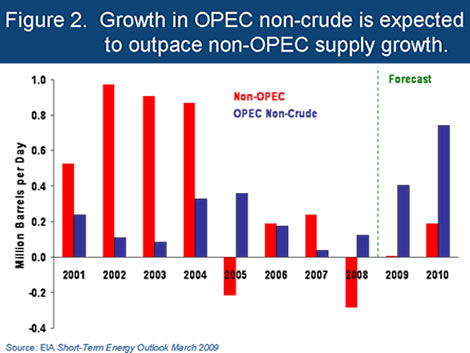 Figure 2. Growth in OPEC non-crude is expected
to outpace non-OPEC supply growth.
Forecast
Non-OPEC
OPEC Non-Crude
Million Barrels per Day
1.0
0.8
0.6
0.4
0.2
0.0
-0.2
-0.4
2001 2002 2003 2004 2005 2006 2007 2008 2009 2010
Source: EIA Short-Term Energy Outlook March 2009